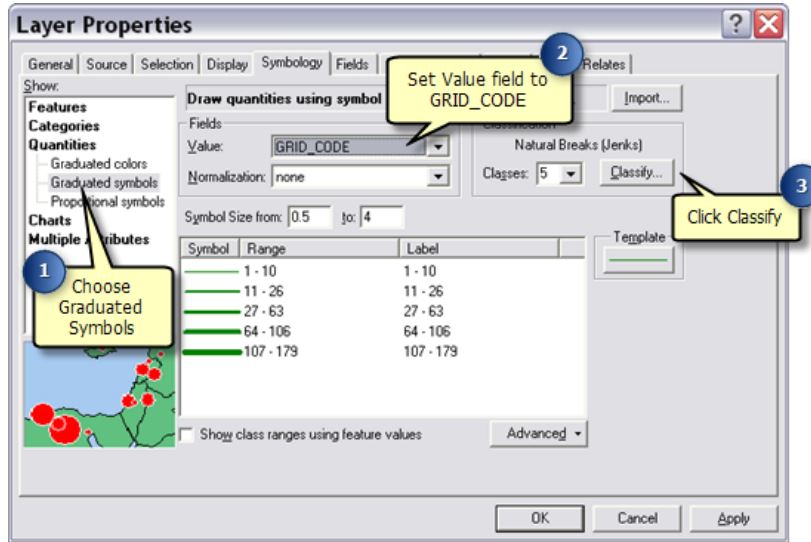 Layer Properties
General Source Selection Display Symbology Fields Relates
Show:
Features
Categories
Quantities
Graduated colors
Graduated symbols
Proportional symbols
Charts
Multiple Attributes
Draw quantities using symbol
Import...
Fields
Value: GRID_CODE
Normalization: none
Classification
Natural Breaks (Jenks)
Classes: 5 Classify...
Symbol Size from: 0.5 to: 4
Symbol Range Label
1 - 10 1 - 10
11 - 26 11 - 26
27 - 63 27 - 63
64 - 106 64 - 106
107 - 179 107 - 179
Template
Show class ranges using feature values
Advanced
OK Cancel Apply
1
Choose
Graduated
Symbols
2
Set Value field to
GRID_CODE
3
Click Classify